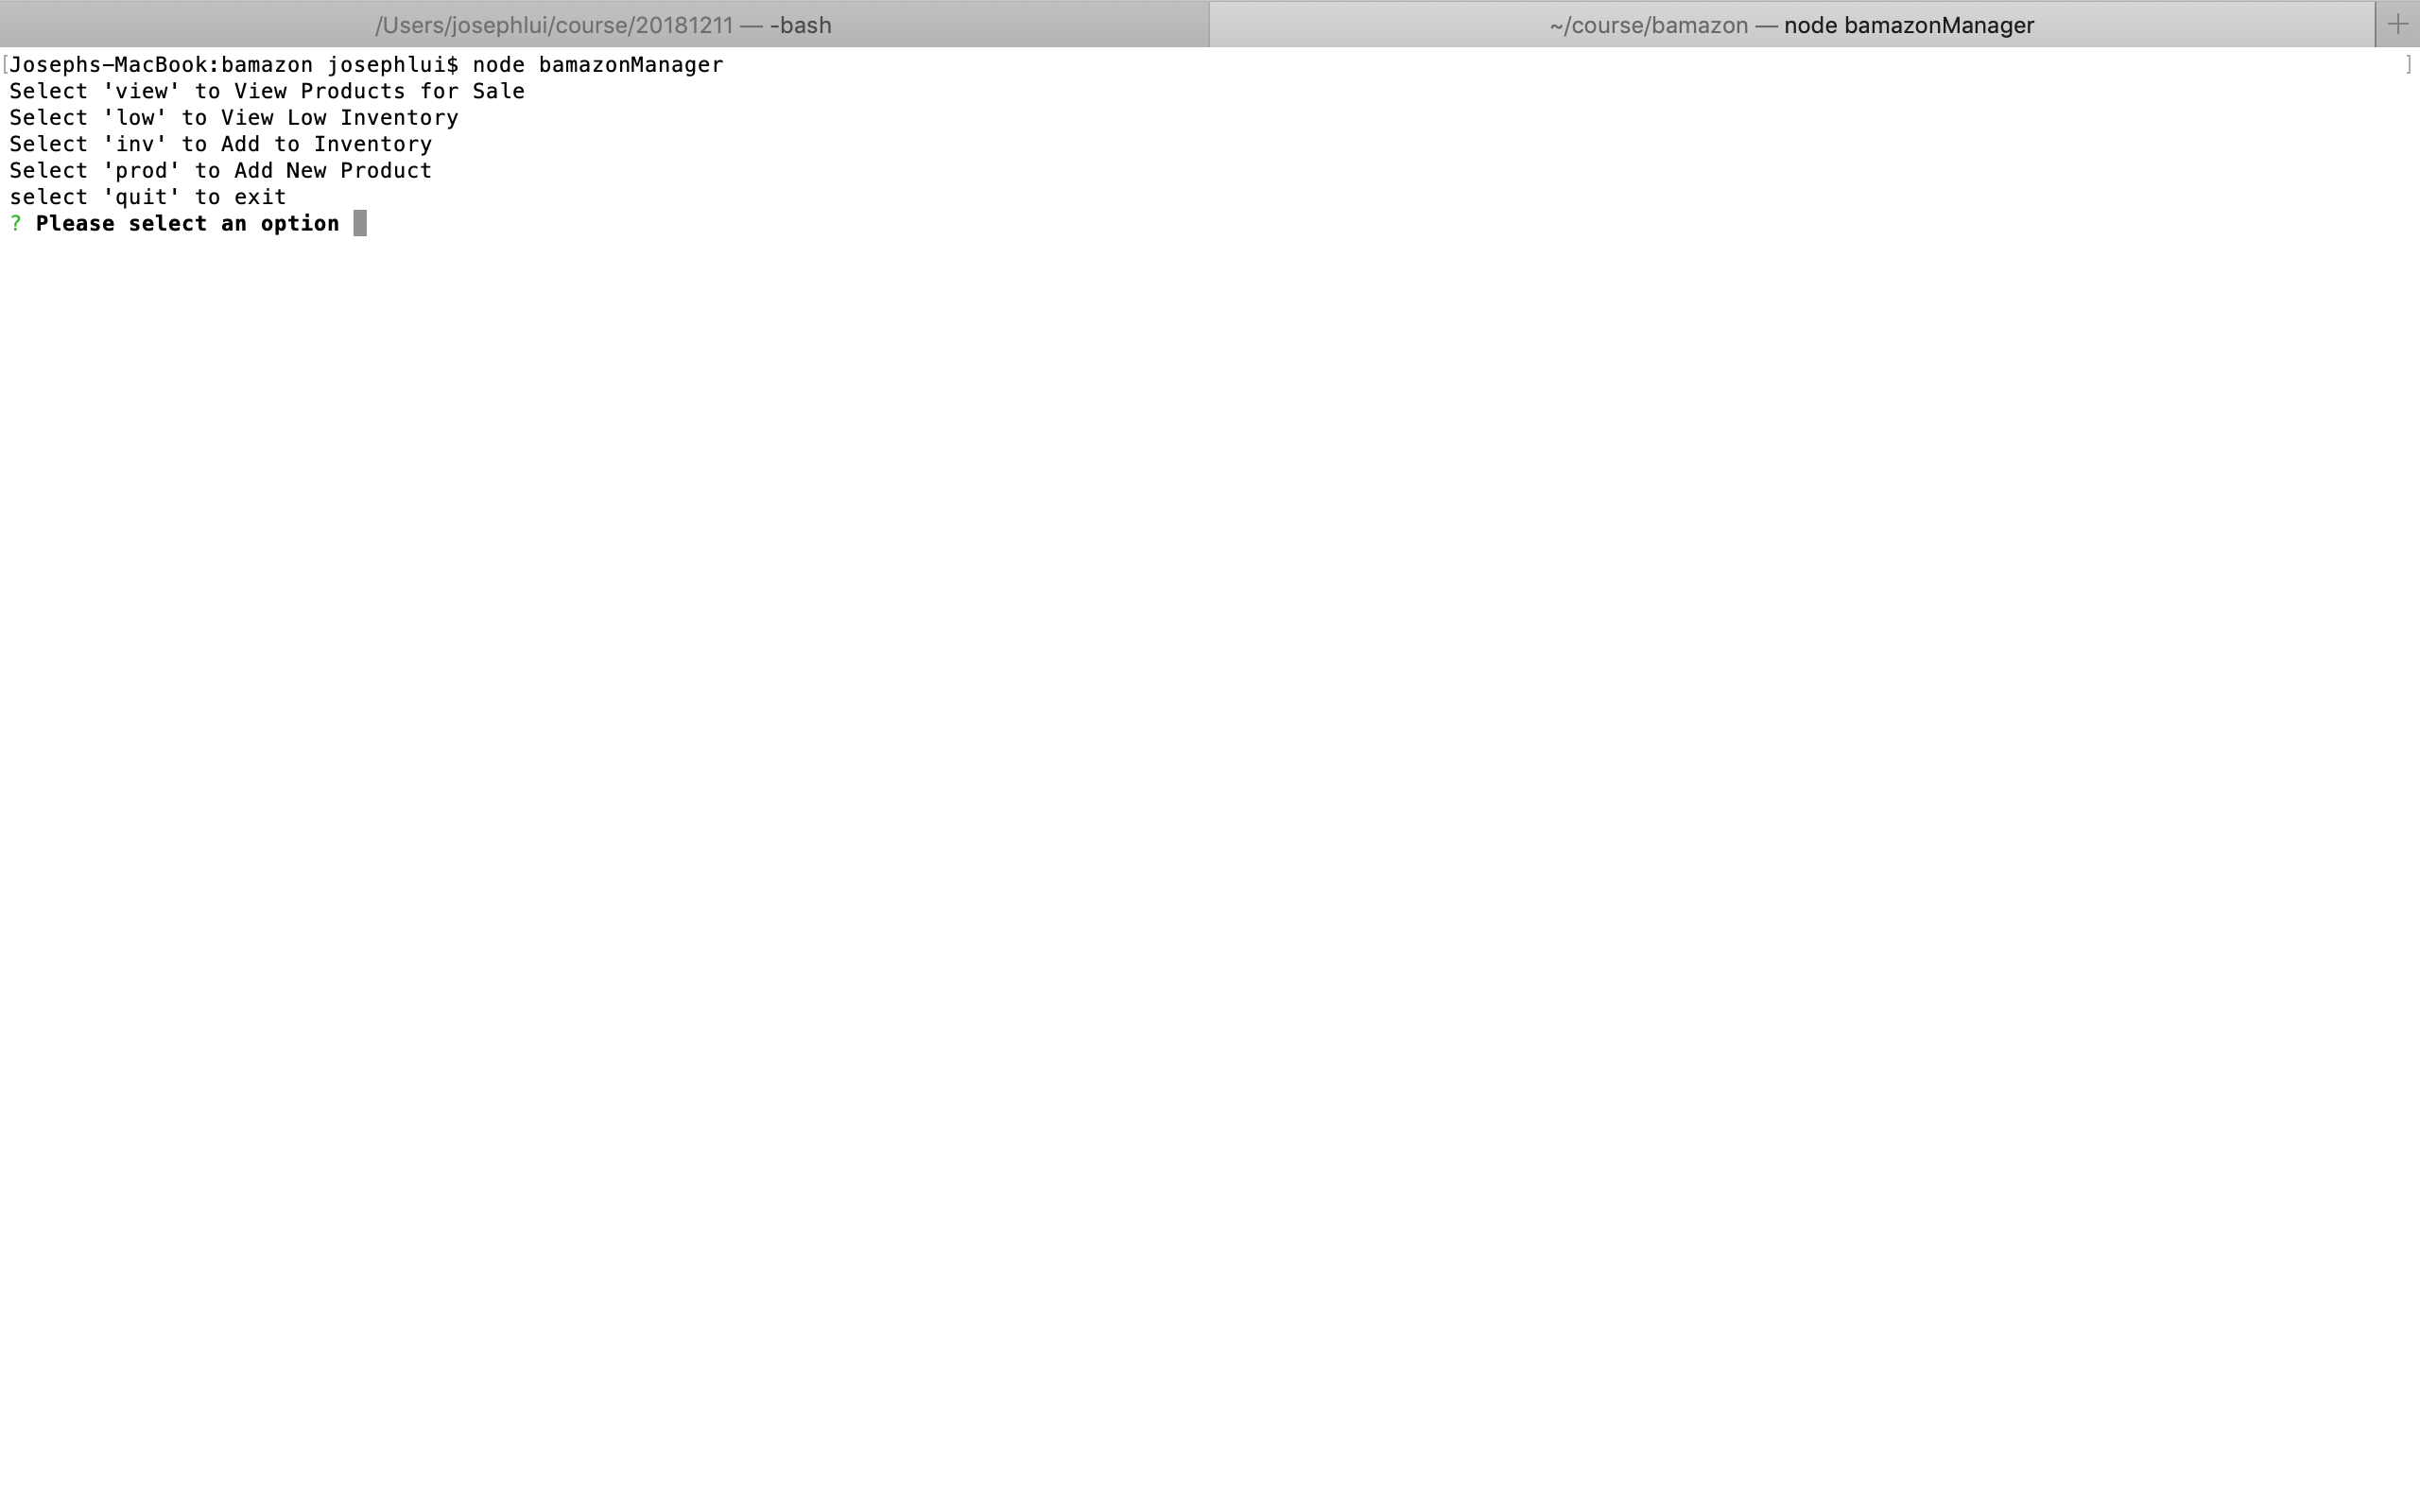 /Users/josephlui/course/20181211 — -bash
~/course/bamazon — node bamazonManager
[Josephs-MacBook:bamazon josephlui$ node bamazonManager ]
Select 'view' to View Products for Sale
Select 'low' to View Low Inventory
Select 'inv' to Add to Inventory
Select 'prod' to Add New Product
select 'quit' to exit
? Please select an option